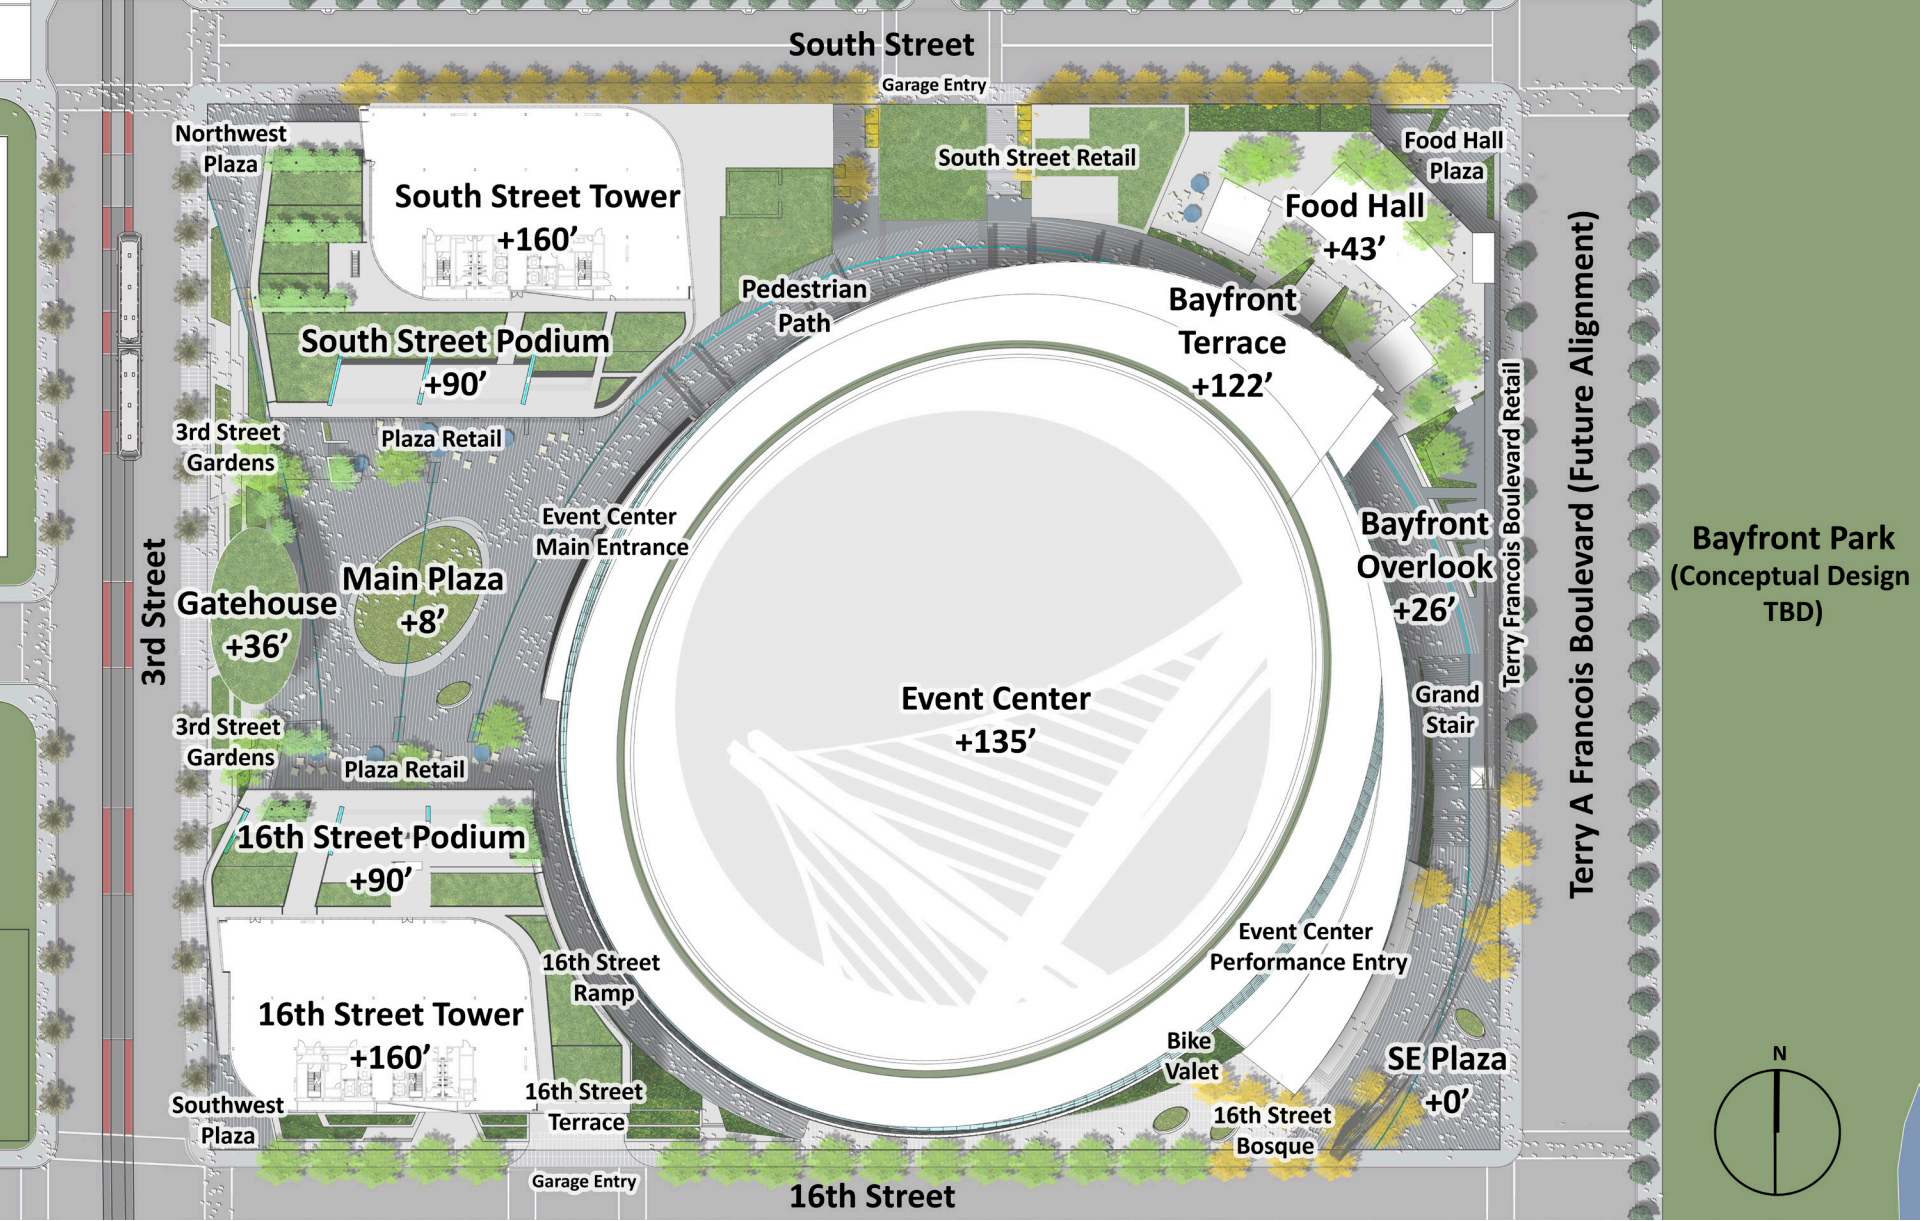 South Street
Garage Entry
Northwest
Plaza
South Street Retail
Food Hall
Plaza
South Street Tower
+160’
Food Hall
+43’
Pedestrian
Path
Bayfront
Terrace
+122’
South Street Podium
+90’
3rd Street
Gardens
Plaza Retail
Event Center
Main Entrance
Bayfront
Overlook
+26’
Terry Francois Boulevard Retail
Terry A Francois Boulevard (Future Alignment)
Bayfront Park
(Conceptual Design
TBD)
3rd Street
Gatehouse
+36’
Main Plaza
+8’
Event Center
+135’
Grand
Stair
3rd Street
Gardens
Plaza Retail
16th Street Podium
+90’
Event Center
Performance Entry
16th Street
Ramp
16th Street Tower
+160’
Bike
Valet
SE Plaza
+0’
N
Southwest
Plaza
16th Street
Terrace
16th Street
Bosque
Garage Entry
16th Street